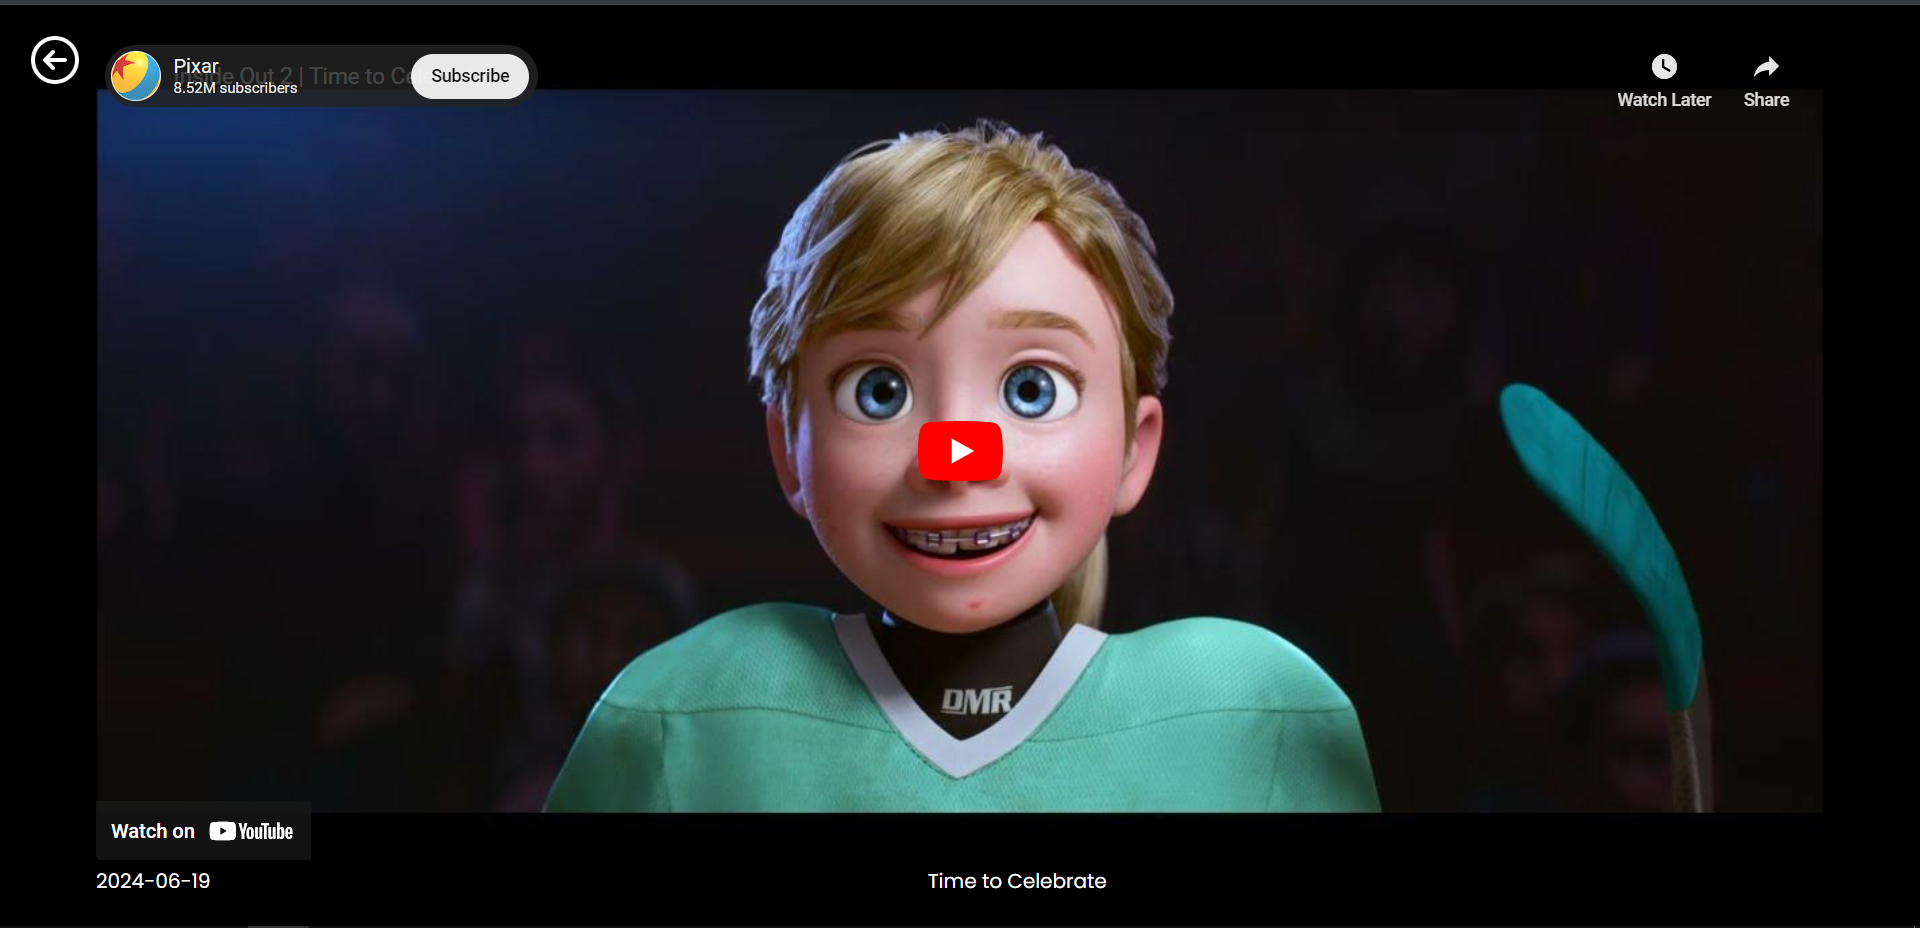 Pixar
Inside Out 2 | Time to Ce
8.52M subscribers
Subscribe
Watch Later
Share
DMR
Watch on YouTube
2024-06-19
Time to Celebrate